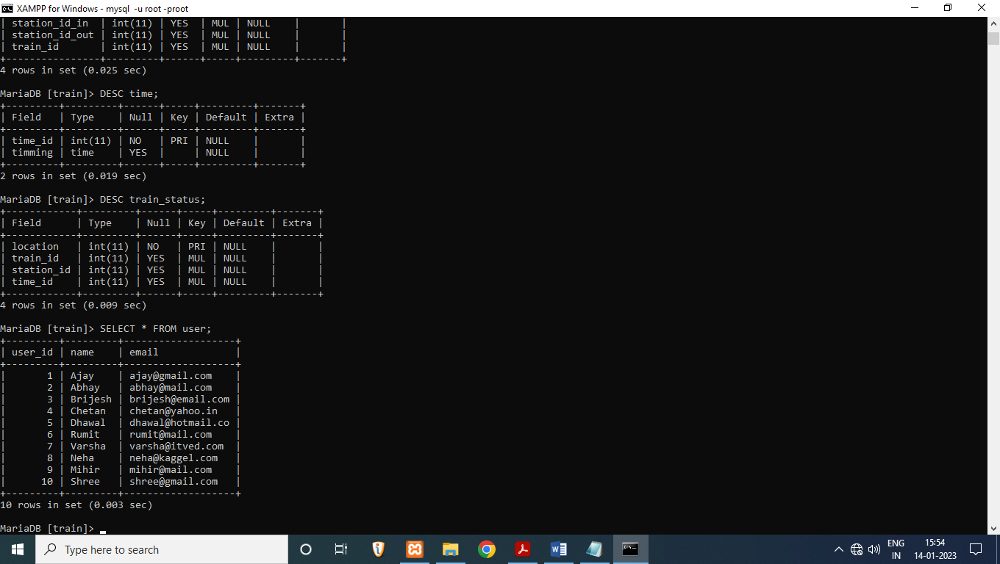 XAMPP for Windows - mysql  -u root -proot
| station_id_in  | int(11) | YES  | MUL | NULL    |       |
| station_id_out | int(11) | YES  | MUL | NULL    |       |
| train_id       | int(11) | YES  | MUL | NULL    |       |
+----------------+---------+------+-----+---------+-------+
4 rows in set (0.025 sec)

MariaDB [train]> DESC time;
+---------+---------+------+-----+---------+-------+
| Field   | Type    | Null | Key | Default | Extra |
+---------+---------+------+-----+---------+-------+
| time_id | int(11) | NO   | PRI | NULL    |       |
| timming | time    | YES  |     | NULL    |       |
+---------+---------+------+-----+---------+-------+
2 rows in set (0.019 sec)

MariaDB [train]> DESC train_status;
+------------+---------+------+-----+---------+-------+
| Field      | Type    | Null | Key | Default | Extra |
+------------+---------+------+-----+---------+-------+
| location   | int(11) | NO   | PRI | NULL    |       |
| train_id   | int(11) | YES  | MUL | NULL    |       |
| station_id | int(11) | YES  | MUL | NULL    |       |
| time_id    | int(11) | YES  | MUL | NULL    |       |
+------------+---------+------+-----+---------+-------+
4 rows in set (0.009 sec)

MariaDB [train]> SELECT * FROM user;
+---------+---------+-------------------+
| user_id | name    | email             |
+---------+---------+-------------------+
|       1 | Ajay    | ajay@gmail.com    |
|       2 | Abhay   | abhay@mail.com    |
|       3 | Brijesh | brijesh@email.com |
|       4 | Chetan  | chetan@yahoo.in   |
|       5 | Dhawal  | dhawal@hotmail.co |
|       6 | Rumit   | rumit@mail.com    |
|       7 | Varsha  | varsha@itved.com  |
|       8 | Neha    | neha@kaggel.com   |
|       9 | Mihir   | mihir@mail.com    |
|      10 | Shree   | shree@gmail.com   |
+---------+---------+-------------------+
10 rows in set (0.003 sec)

MariaDB [train]> _
Type here to search
ENG
IN
15:54
14-01-2023